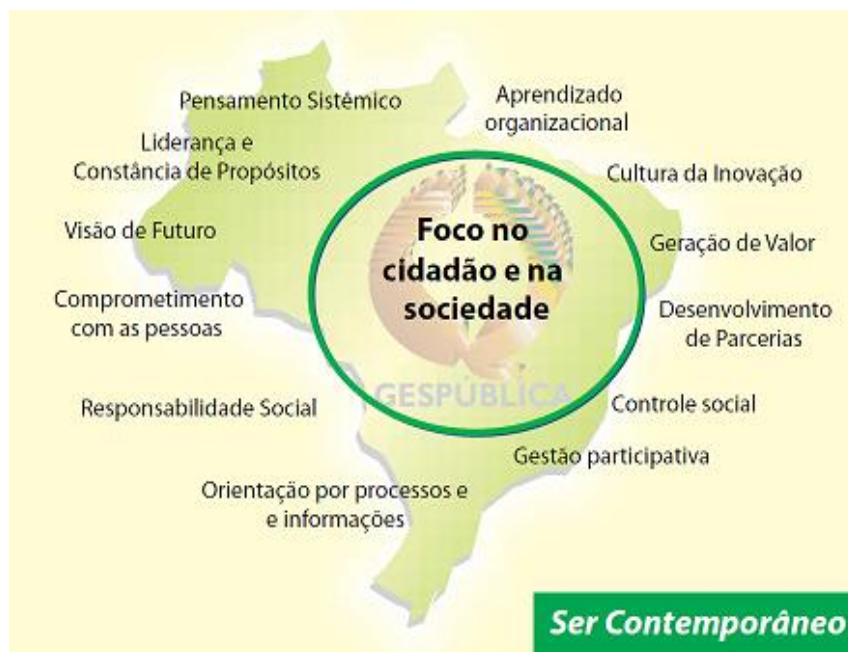 Pensamento Sistêmico
Aprendizado
organizacional
Liderança e
Constância de Propósitos
Cultura da Inovação
Visão de Futuro
Foco no
cidadão e na
sociedade
Geração de Valor
Comprometimento
com as pessoas
Desenvolvimento
de Parcerias
GESPÚBLICA
Responsabilidade Social
Controle social
Gestão participativa
Orientação por processos e
e informações
Ser Contemporâneo